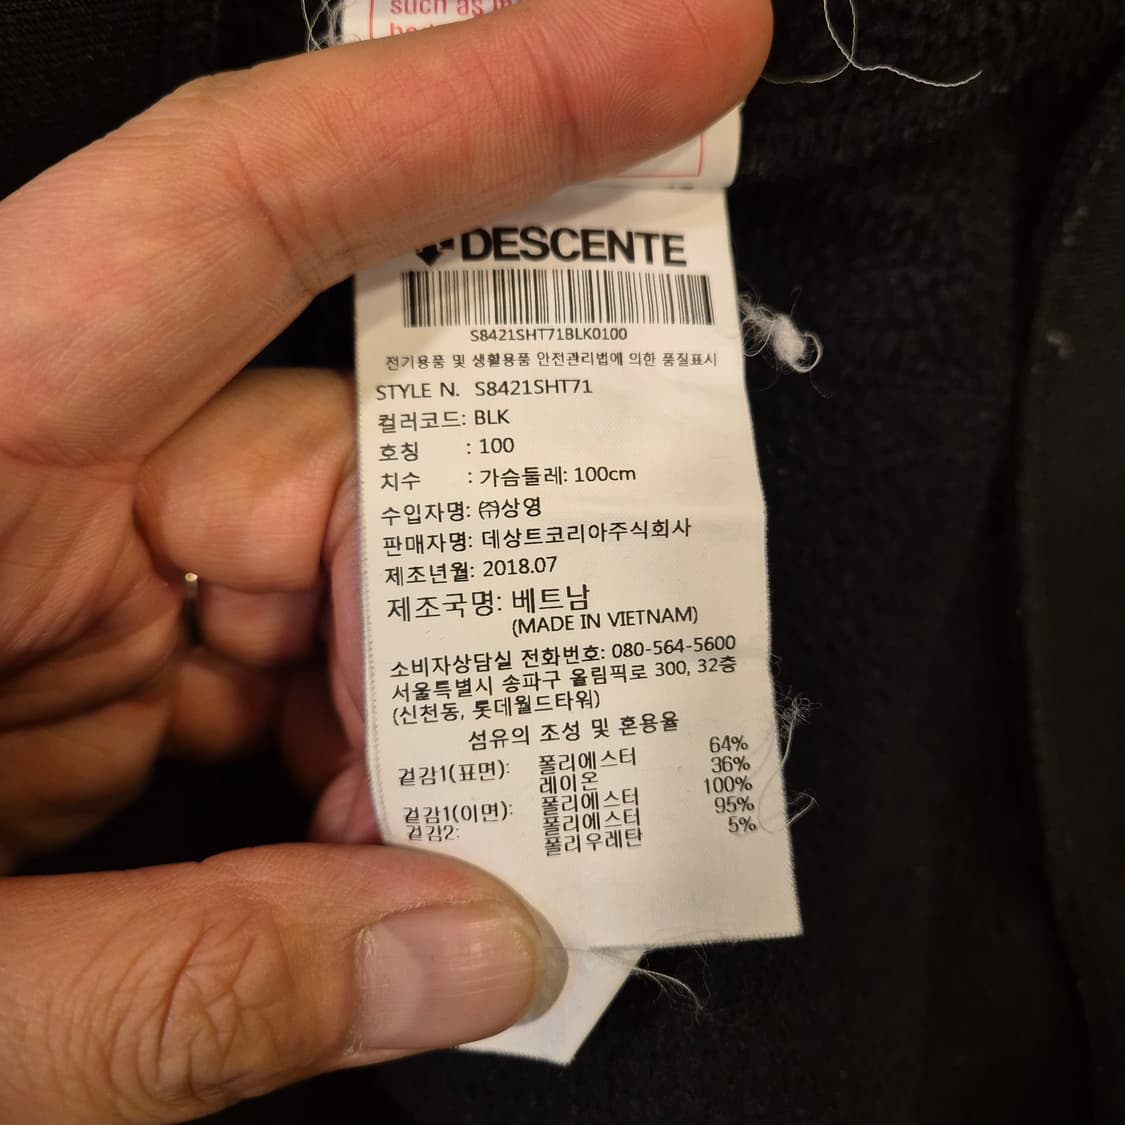 such as
DESCENTE
S8421SHT71BLK0100
전기용품 및 생활용품 안전관리법에 의한 품질표시
STYLE N. S8421SHT71
컬러코드: BLK
호칭 : 100
치수 : 가슴둘레: 100cm
수입자명: ㈜상영
판매자명: 데상트코리아주식회사
제조년월: 2018.07
제조국명: 베트남
(MADE IN VIETNAM)
소비자상담실 전화번호: 080-564-5600
서울특별시 송파구 올림픽로 300, 32층
(신천동, 롯데월드타워)
섬유의 조성 및 혼용율
겉감1(표면): 폴리에스터 64%
레이온 36%
겉감1(이면): 폴리에스터 100%
겉감2: 폴리에스터 95%
폴리우레탄 5%